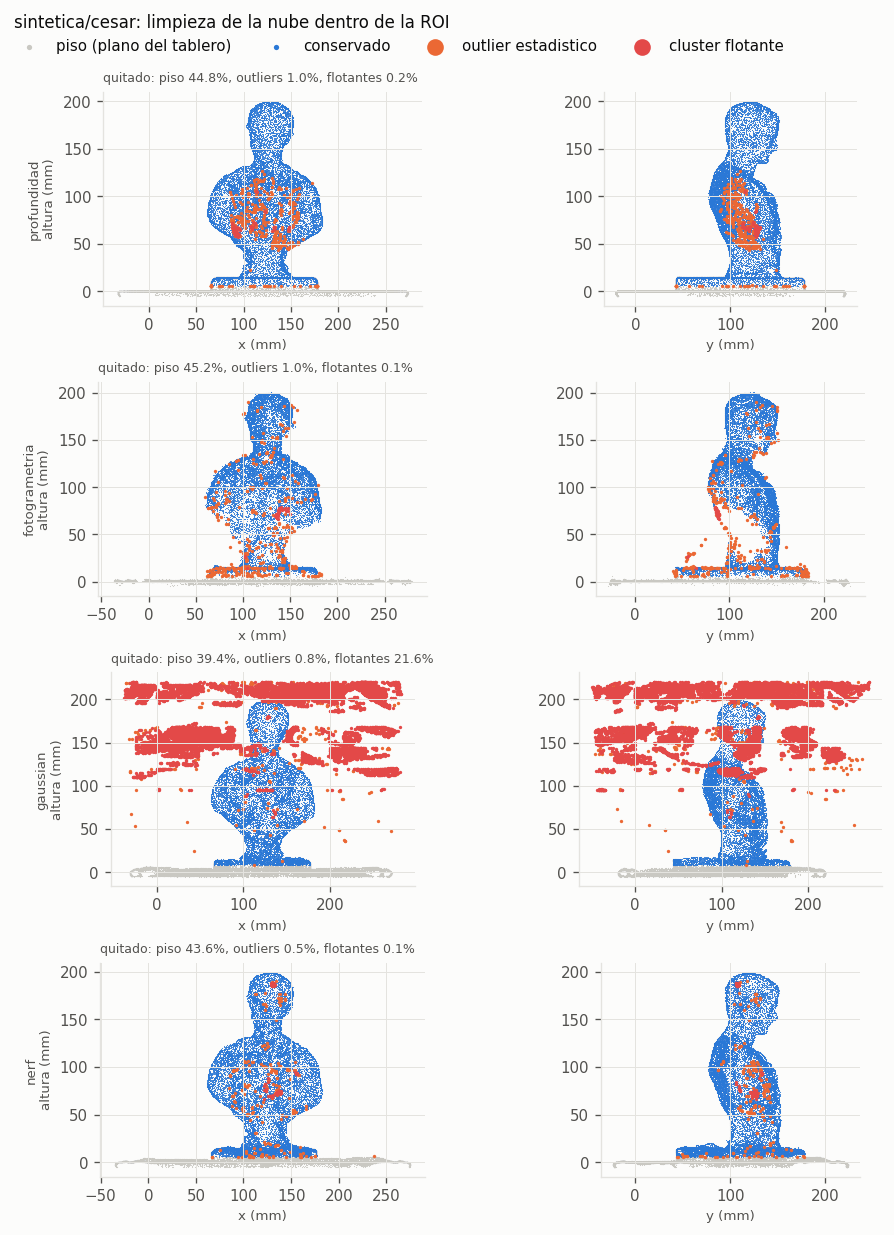 sintetica/cesar: limpieza de la nube dentro de la ROI
piso (plano del tablero) conservado outlier estadistico cluster flotante
quitado: piso 44.8%, outliers 1.0%, flotantes 0.2%
profundidad
altura (mm)
200
150
100
50
0
0 50 100 150 200 250
x (mm)
200
150
100
50
0
0 100 200
y (mm)
quitado: piso 45.2%, outliers 1.0%, flotantes 0.1%
fotogrametria
altura (mm)
200
150
100
50
0
−50 0 50 100 150 200 250
x (mm)
200
150
100
50
0
0 100 200
y (mm)
quitado: piso 39.4%, outliers 0.8%, flotantes 21.6%
gaussian
altura (mm)
200
150
100
50
0
0 100 200
x (mm)
200
150
100
50
0
0 100 200
y (mm)
quitado: piso 43.6%, outliers 0.5%, flotantes 0.1%
nerf
altura (mm)
200
150
100
50
0
−50 0 50 100 150 200 250
x (mm)
200
150
100
50
0
0 100 200
y (mm)